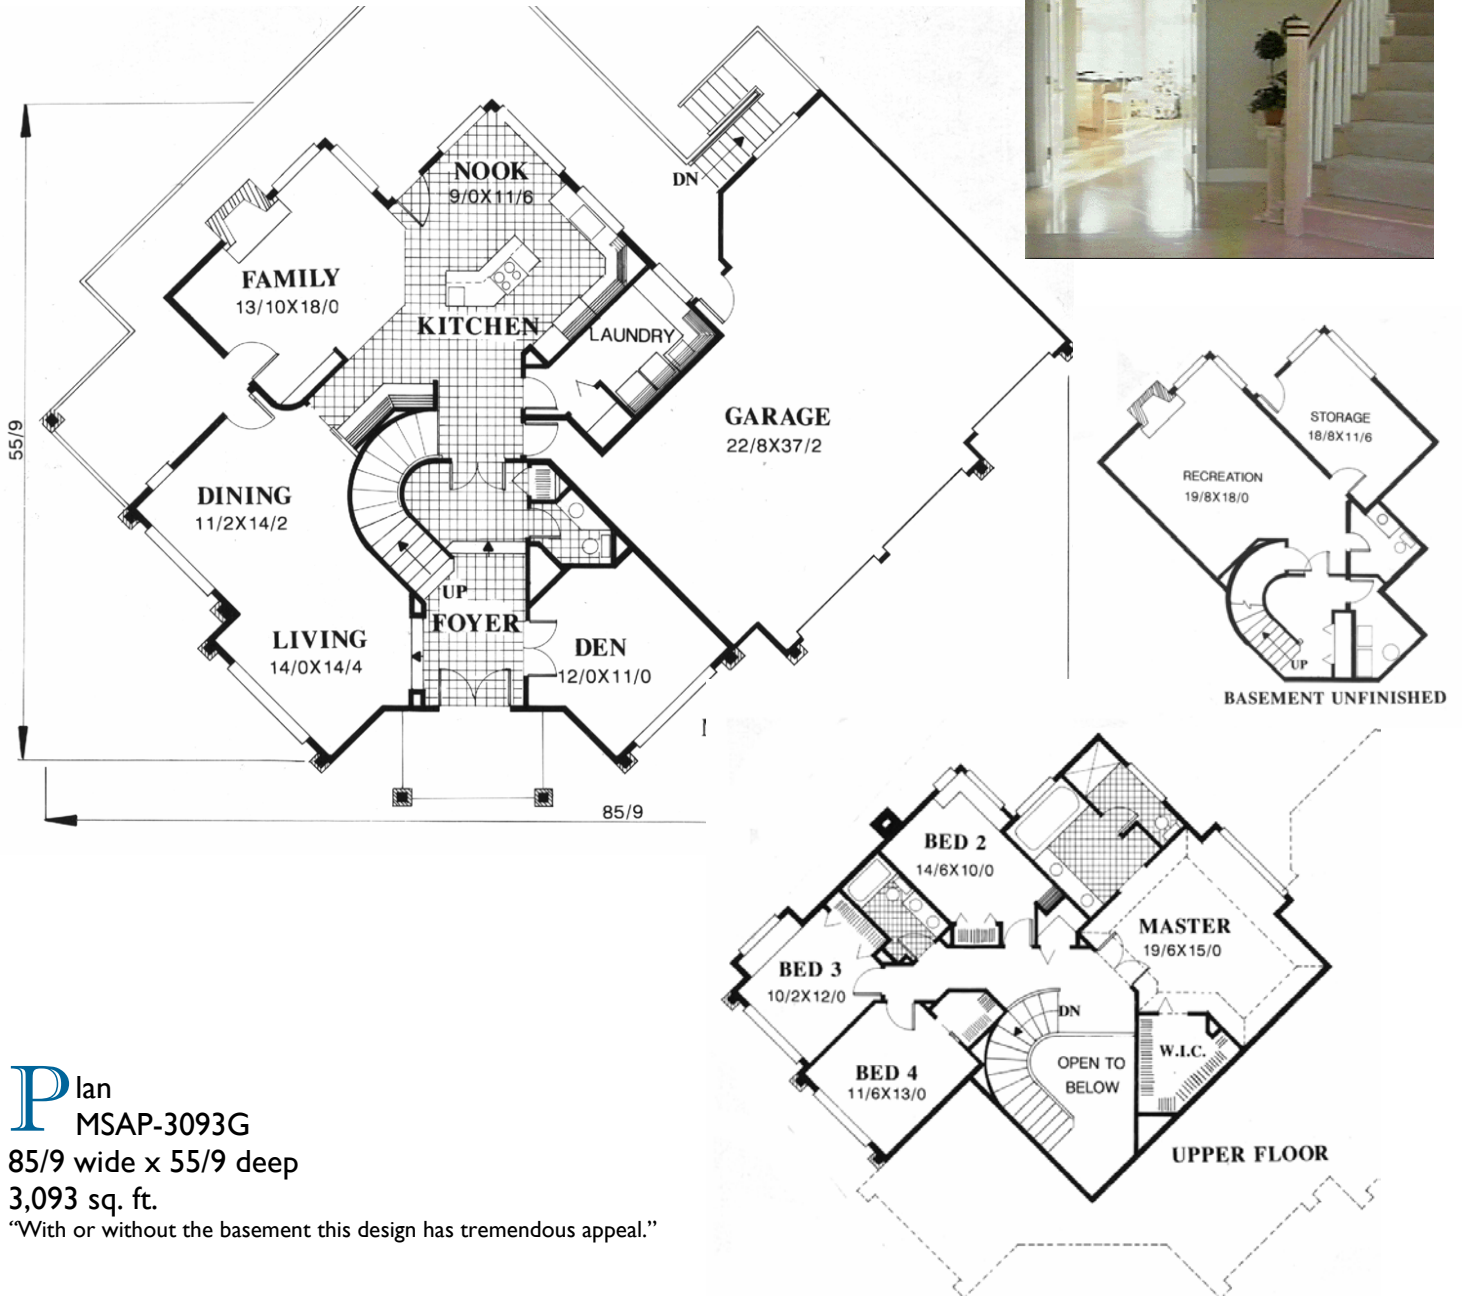 NOOK
9/0X11/6
DN
FAMILY
13/10X18/0
KITCHEN
LAUNDRY
GARAGE
22/8X37/2
55/9
DINING
11/2X14/2
UP
FOYER
LIVING
14/0X14/4
DEN
12/0X11/0
85/9
STORAGE
18/8X11/6
RECREATION
19/8X18/0
UP
BASEMENT UNFINISHED
BED 2
14/6X10/0
MASTER
19/6X15/0
BED 3
10/2X12/0
DN
W.I.C.
OPEN TO
BELOW
BED 4
11/6X13/0
UPPER FLOOR
Plan
MSAP-3093G
85/9 wide x 55/9 deep
3,093 sq. ft.
“With or without the basement this design has tremendous appeal.”